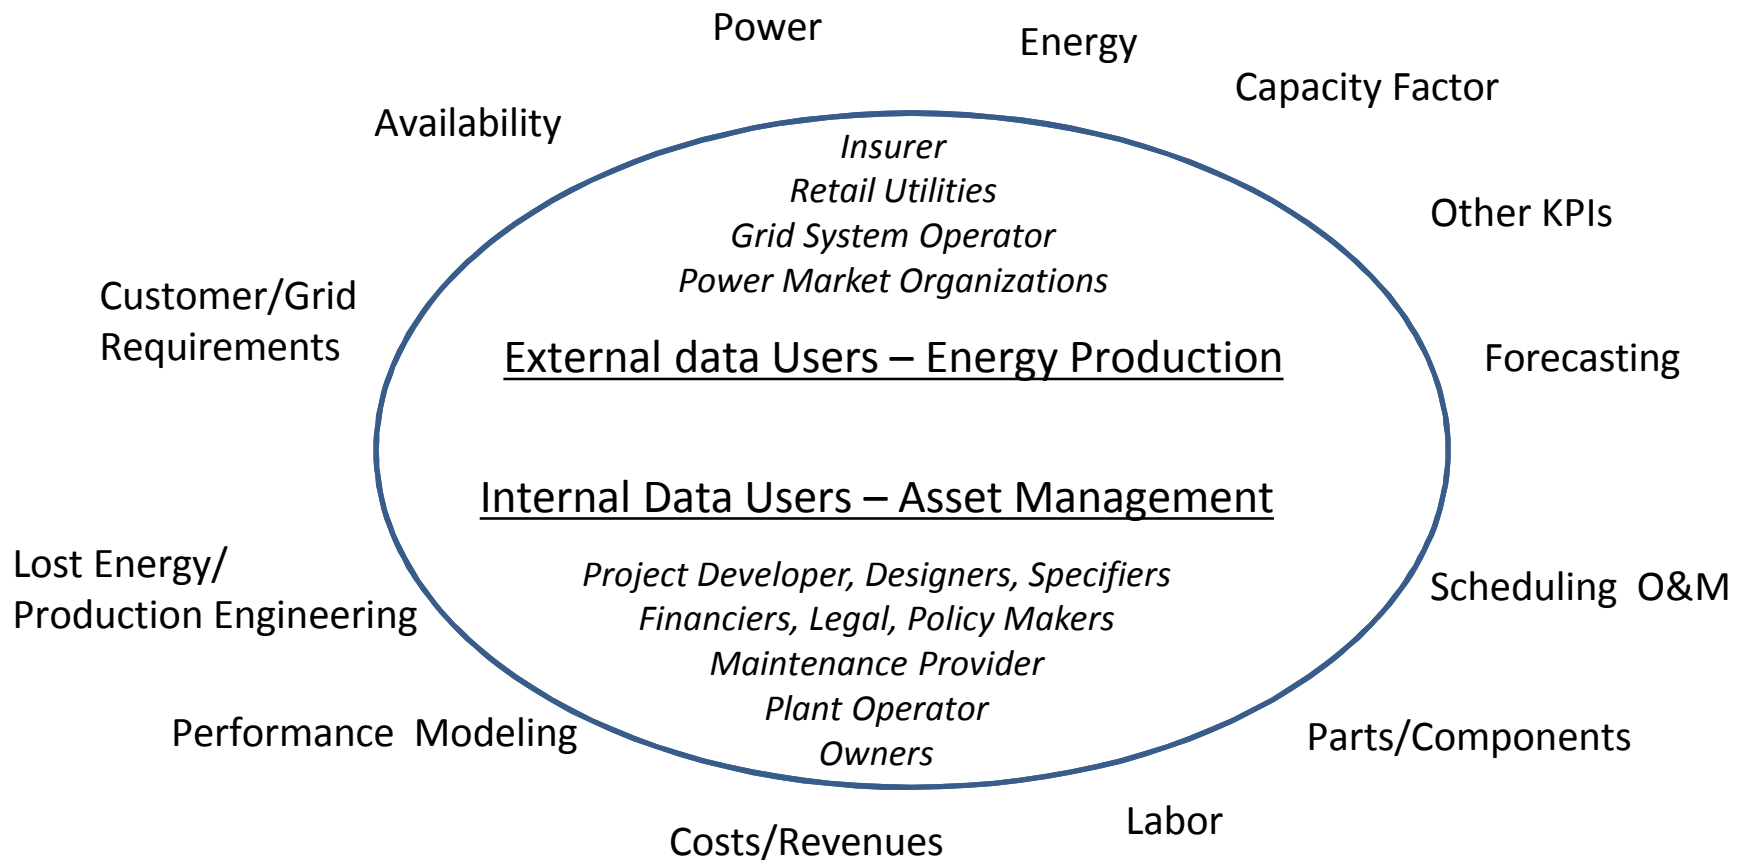 Power
Energy
Capacity Factor
Availability
Insurer
Retail Utilities
Other KPIs
Grid System Operator
Power Market Organizations
Customer/Grid
Requirements
External data Users – Energy Production
Forecasting
Internal Data Users – Asset Management
Lost Energy/
Production Engineering
Project Developer, Designers, Specifiers
Scheduling O&M
Financiers, Legal, Policy Makers
Maintenance Provider
Plant Operator
Performance Modeling
Owners
Parts/Components
Labor
Costs/Revenues